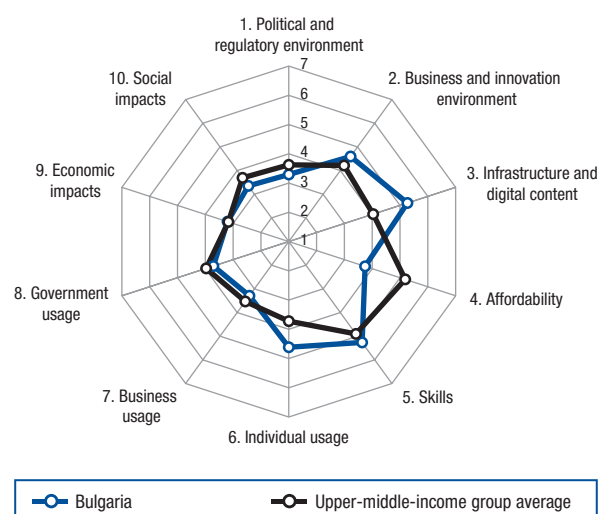 1. Political and
regulatory environment
2. Business and innovation
environment
3. Infrastructure and
digital content
4. Affordability
5. Skills
6. Individual usage
7. Business
usage
8. Government
usage
9. Economic
impacts
10. Social
impacts
7
6
5
4
3
2
1
Bulgaria
Upper-middle-income group average